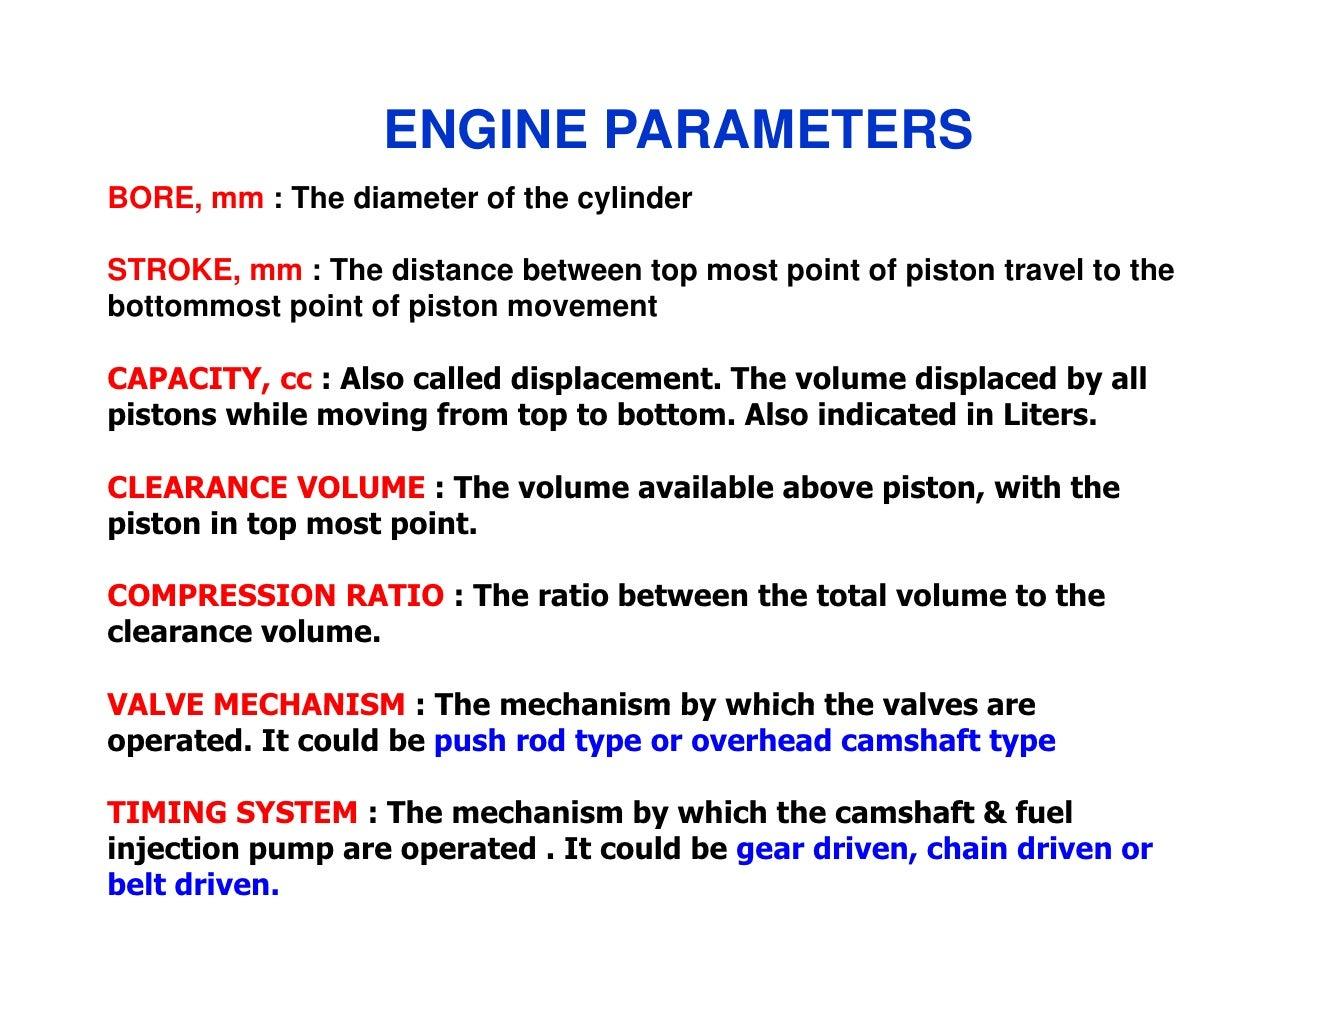 ENGINE PARAMETERS
BORE, mm : The diameter of the cylinder
STROKE, mm : The distance between top most point of piston travel to the
bottommost point of piston movement
CAPACITY, cc : Also called displacement. The volume displaced by all
pistons while moving from top to bottom. Also indicated in Liters.
CLEARANCE VOLUME : The volume available above piston, with the
piston in top most point.
COMPRESSION RATIO : The ratio between the total volume to the
clearance volume.
VALVE MECHANISM : The mechanism by which the valves are
operated. It could be push rod type or overhead camshaft type
TIMING SYSTEM : The mechanism by which the camshaft & fuel
injection pump are operated . It could be gear driven, chain driven or
belt driven.